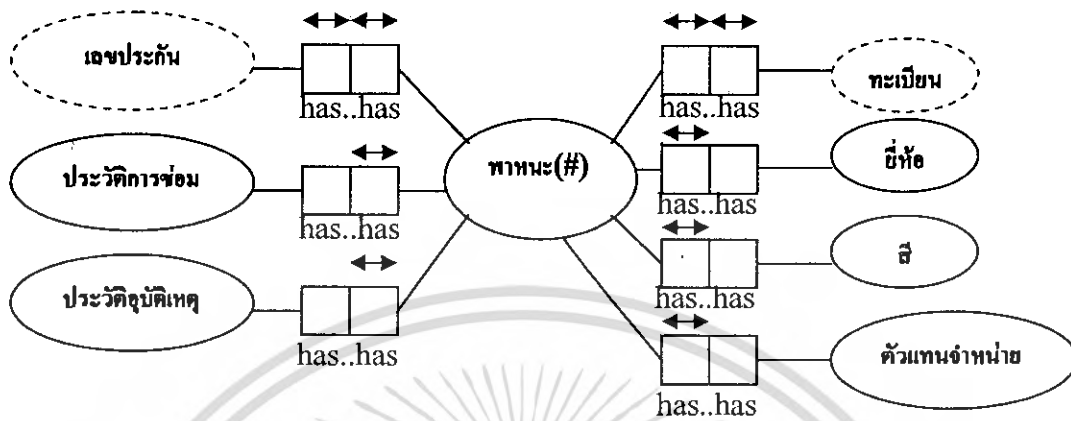 เลขประกัน
has..has
has..has
ทะเบียน
ประวัติการซ่อม
has..has
พาหนะ(#)
has..has
ยี่ห้อ
ประวัติอุบัติเหตุ
has..has
has..has
สี
has..has
ตัวแทนจำหน่าย